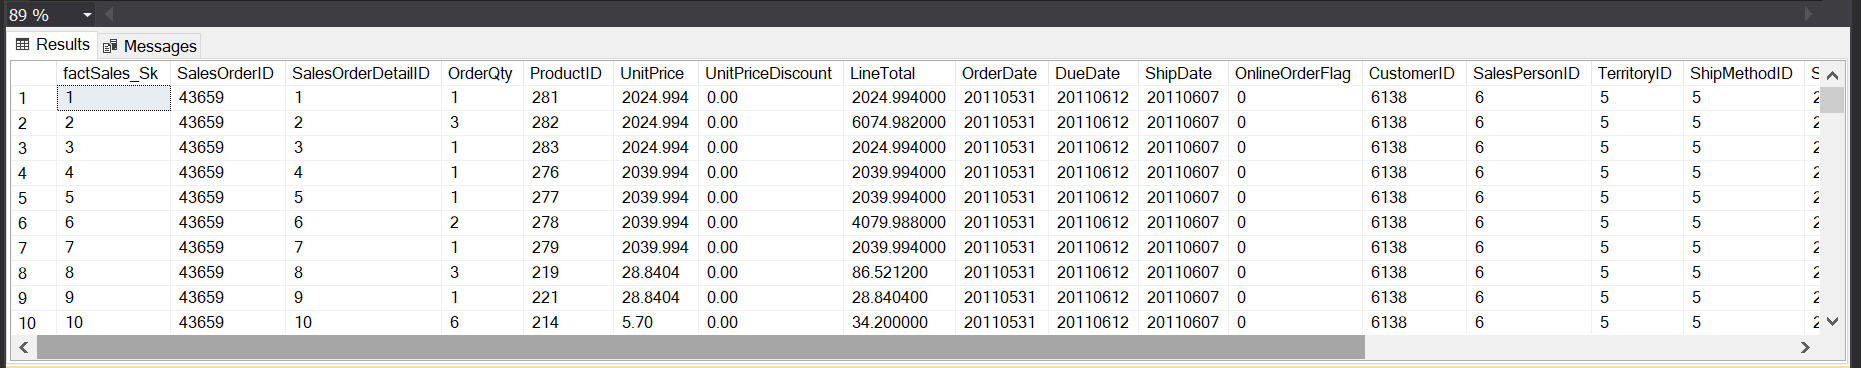 89 %
Results Messages
factSales_Sk SalesOrderID SalesOrderDetailID OrderQty ProductID UnitPrice UnitPriceDiscount LineTotal OrderDate DueDate ShipDate OnlineOrderFlag CustomerID SalesPersonID TerritoryID ShipMethodID S
1 1 43659 1 1 281 2024.994 0.00 2024.994000 20110531 20110612 20110607 0 6138 6 5 5 2
2 2 43659 2 3 282 2024.994 0.00 6074.982000 20110531 20110612 20110607 0 6138 6 5 5 2
3 3 43659 3 1 283 2024.994 0.00 2024.994000 20110531 20110612 20110607 0 6138 6 5 5 2
4 4 43659 4 1 276 2039.994 0.00 2039.994000 20110531 20110612 20110607 0 6138 6 5 5 2
5 5 43659 5 1 277 2039.994 0.00 2039.994000 20110531 20110612 20110607 0 6138 6 5 5 2
6 6 43659 6 2 278 2039.994 0.00 4079.988000 20110531 20110612 20110607 0 6138 6 5 5 2
7 7 43659 7 1 279 2039.994 0.00 2039.994000 20110531 20110612 20110607 0 6138 6 5 5 2
8 8 43659 8 3 219 28.8404 0.00 86.521200 20110531 20110612 20110607 0 6138 6 5 5 2
9 9 43659 9 1 221 28.8404 0.00 28.840400 20110531 20110612 20110607 0 6138 6 5 5 2
10 10 43659 10 6 214 5.70 0.00 34.200000 20110531 20110612 20110607 0 6138 6 5 5 2